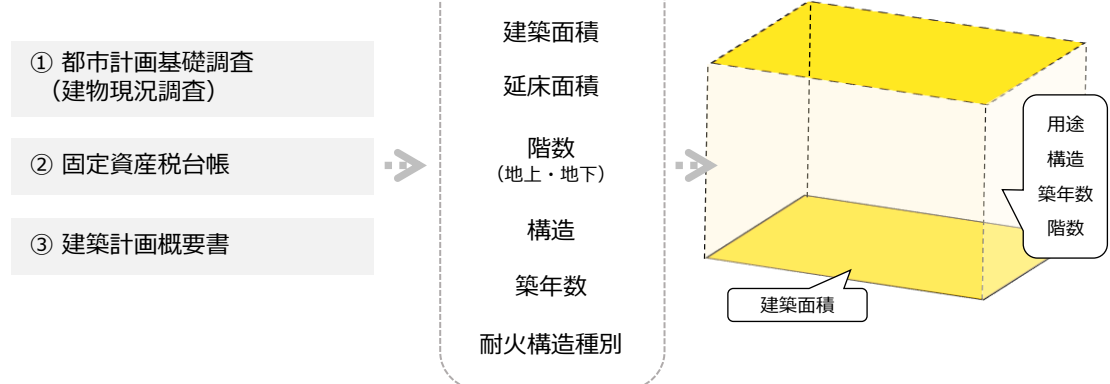 ① 都市計画基礎調査
（建物現況調査）
② 固定資産税台帳
③ 建築計画概要書
建築面積
延床面積
階数
（地上・地下）
構造
築年数
耐火構造種別
用途
構造
築年数
階数
建築面積